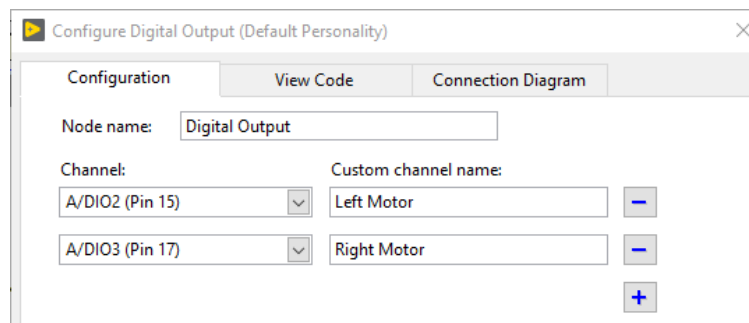 Configure Digital Output (Default Personality)
Configuration View Code Connection Diagram
Node name: Digital Output
Channel: Custom channel name:
A/DIO2 (Pin 15) Left Motor
A/DIO3 (Pin 17) Right Motor